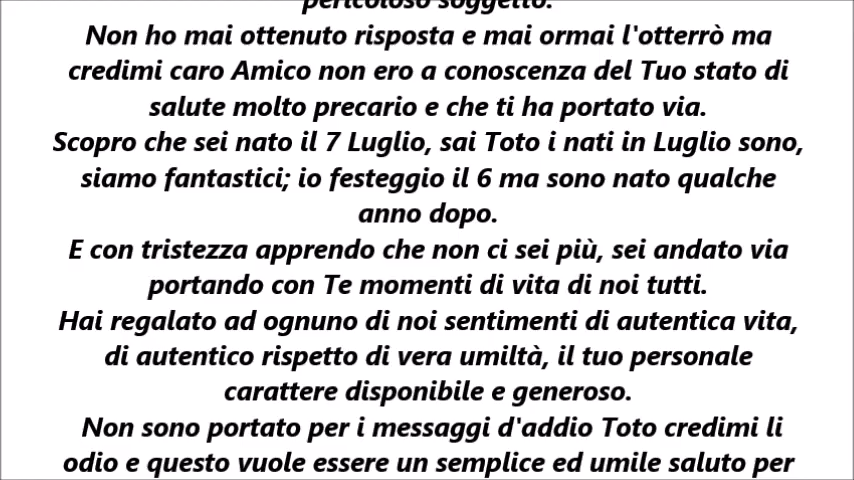 pericoloso soggetto.
Non ho mai ottenuto risposta e mai ormai l'otterrò ma
credimi caro Amico non ero a conoscenza del Tuo stato di
salute molto precario e che ti ha portato via.
Scopro che sei nato il 7 Luglio, sai Toto i nati in Luglio sono,
siamo fantastici; io festeggio il 6 ma sono nato qualche
anno dopo.
E con tristezza apprendo che non ci sei più, sei andato via
portando con Te momenti di vita di noi tutti.
Hai regalato ad ognuno di noi sentimenti di autentica vita,
di autentico rispetto di vera umiltà, il tuo personale
carattere disponibile e generoso.
Non sono portato per i messaggi d'addio Toto credimi li
odio e questo vuole essere un semplice ed umile saluto per